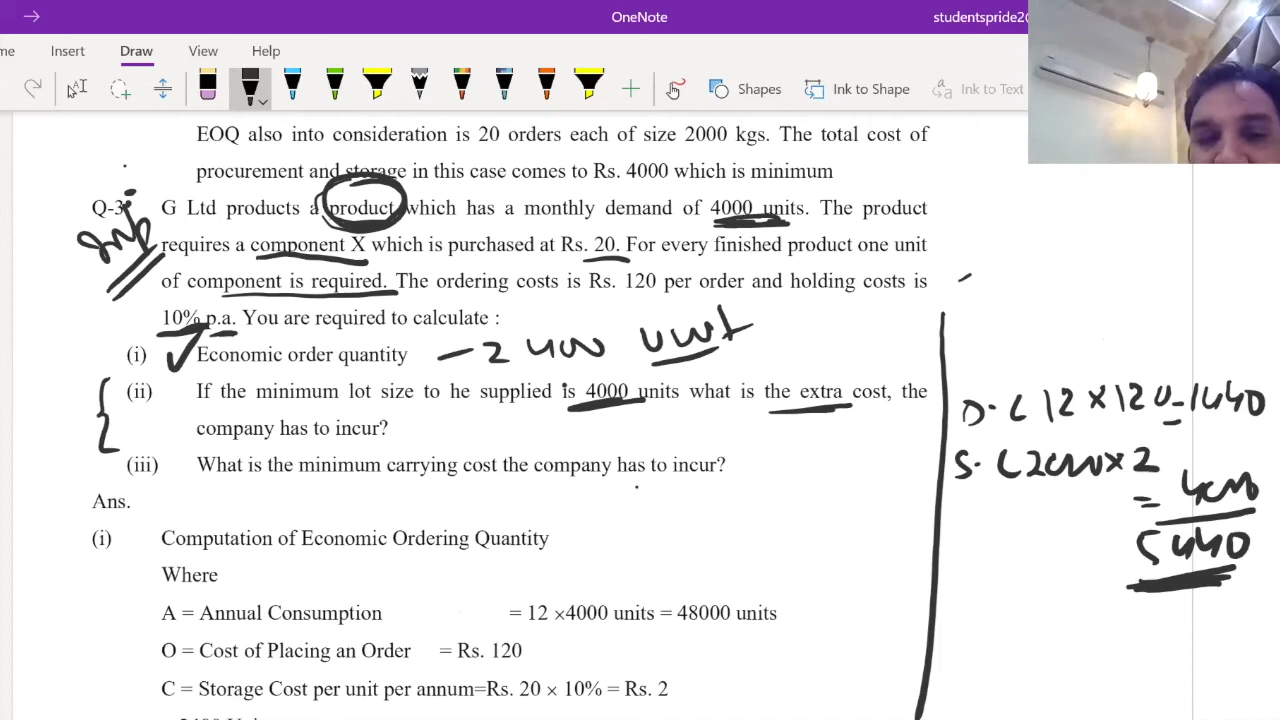 OneNote
studentspride2
me Insert Draw View Help
Shapes Ink to Shape Ink to Text
EOQ also into consideration is 20 orders each of size 2000 kgs. The total cost of
procurement and storage in this case comes to Rs. 4000 which is minimum
Q-3 G Ltd products a product which has a monthly demand of 4000 units. The product
Imp
requires a component X which is purchased at Rs. 20. For every finished product one unit
of component is required. The ordering costs is Rs. 120 per order and holding costs is
10% p.a. You are required to calculate :
(i) Economic order quantity - 2400 unit
(ii) If the minimum lot size to he supplied is 4000 units what is the extra cost, the
company has to incur?
(iii) What is the minimum carrying cost the company has to incur?
O.C 12 × 120 - 1440
S.C 2000 × 2
= 4000
5440
Ans.
(i) Computation of Economic Ordering Quantity
Where
A = Annual Consumption = 12 ×4000 units = 48000 units
O = Cost of Placing an Order = Rs. 120
C = Storage Cost per unit per annum=Rs. 20 × 10% = Rs. 2